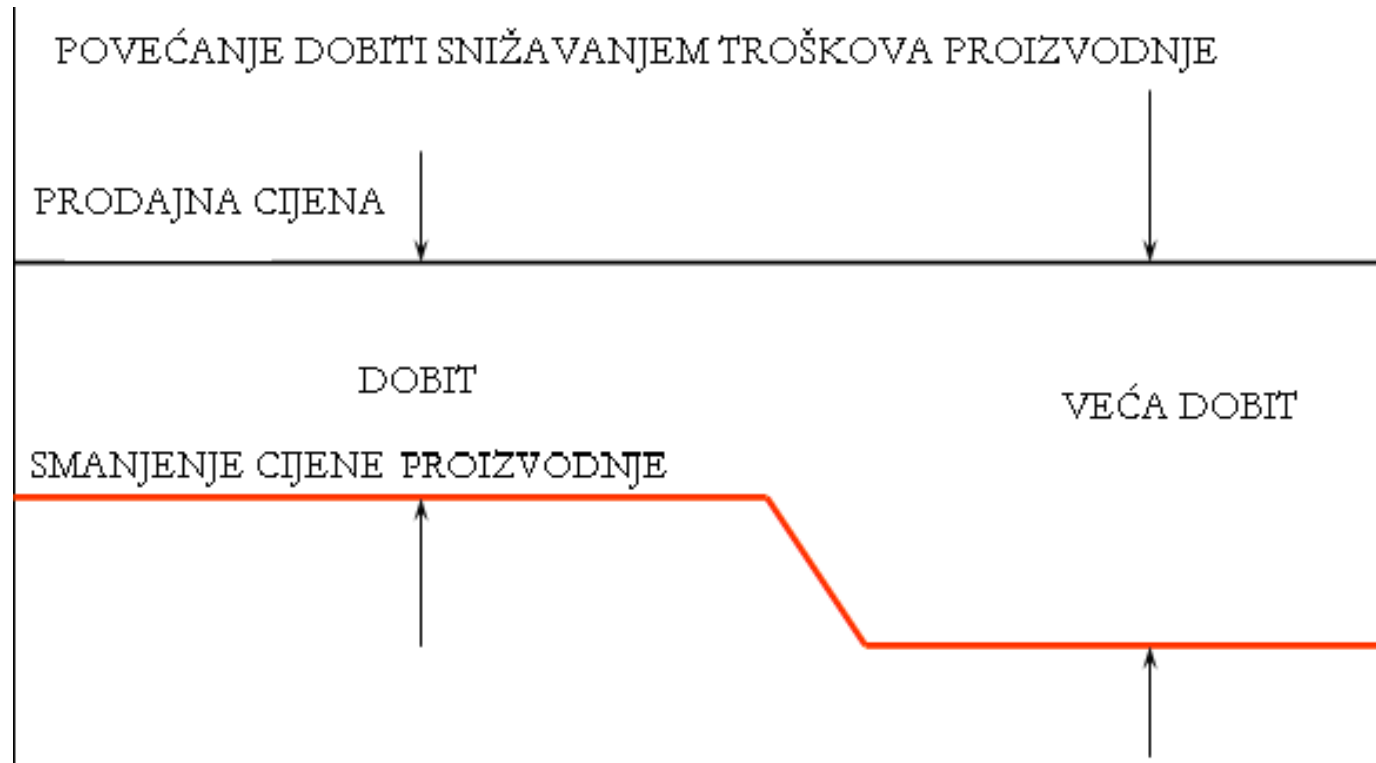 POVEĆANJE DOBITI SNIŽAVANJEM TROŠKOVA PROIZVODNJE
PRODAJNA CIJENA
DOBIT
VEĆA DOBIT
SMANJENJE CIJENE PROIZVODNJE